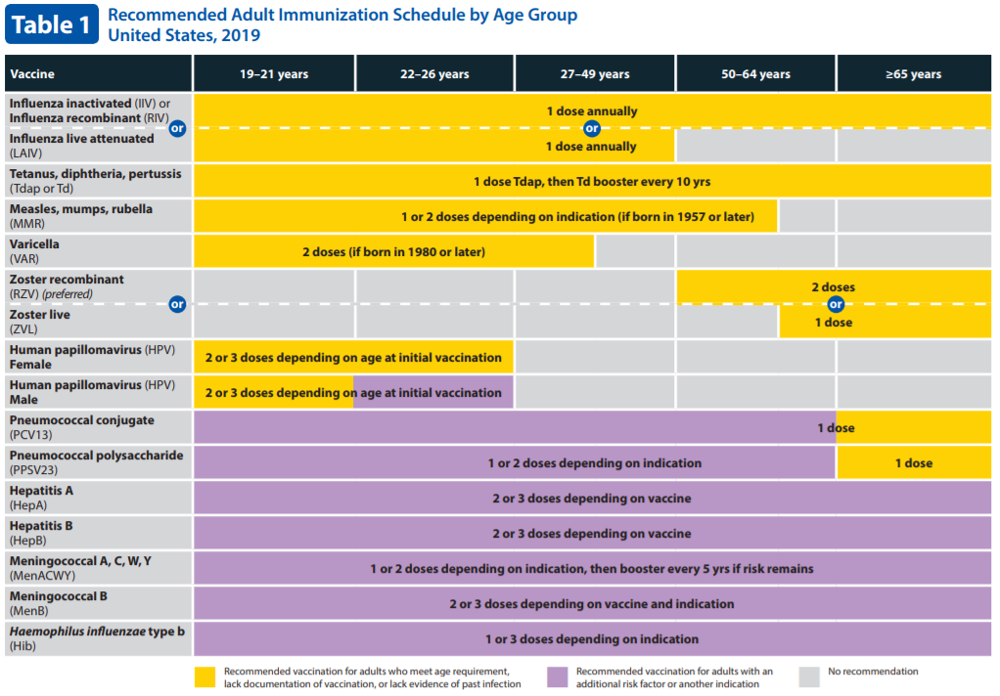 Table 1
Recommended Adult Immunization Schedule by Age Group
United States, 2019
Vaccine 19–21 years 22–26 years 27–49 years 50–64 years ≥65 years
Influenza inactivated (IIV) or
Influenza recombinant (RIV)
1 dose annually
or
or
Influenza live attenuated
(LAIV)
1 dose annually
Tetanus, diphtheria, pertussis
(Tdap or Td)
1 dose Tdap, then Td booster every 10 yrs
Measles, mumps, rubella
(MMR)
1 or 2 doses depending on indication (if born in 1957 or later)
Varicella
(VAR)
2 doses (if born in 1980 or later)
Zoster recombinant
(RZV) (preferred)
2 doses
or
or
Zoster live
(ZVL)
1 dose
Human papillomavirus (HPV)
Female
2 or 3 doses depending on age at initial vaccination
Human papillomavirus (HPV)
Male
2 or 3 doses depending on age at initial vaccination
Pneumococcal conjugate
(PCV13)
1 dose
Pneumococcal polysaccharide
(PPSV23)
1 or 2 doses depending on indication
1 dose
Hepatitis A
(HepA)
2 or 3 doses depending on vaccine
Hepatitis B
(HepB)
2 or 3 doses depending on vaccine
Meningococcal A, C, W, Y
(MenACWY)
1 or 2 doses depending on indication, then booster every 5 yrs if risk remains
Meningococcal B
(MenB)
2 or 3 doses depending on vaccine and indication
Haemophilus influenzae type b
(Hib)
1 or 3 doses depending on indication
Recommended vaccination for adults who meet age requirement,
lack documentation of vaccination, or lack evidence of past infection
Recommended vaccination for adults with an
additional risk factor or another indication
No recommendation